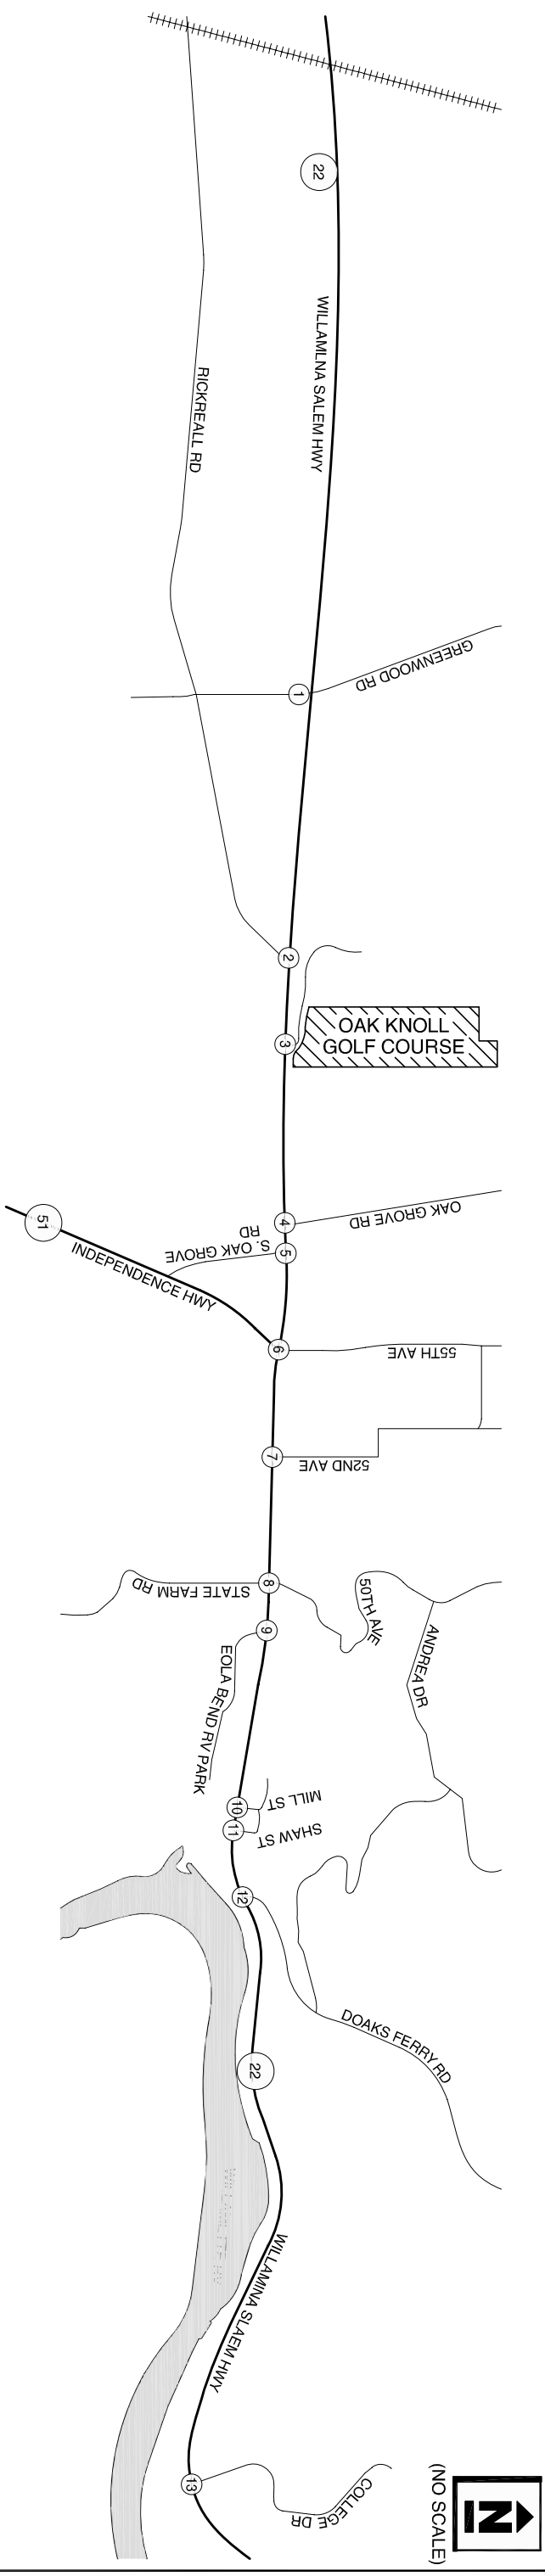 22
WILLAMLNA SALEM HWY
RICKREALL RD
GREENWOOD RD
1
2
OAK KNOLL
GOLF COURSE
3
OAK GROVE RD
4
S. OAK GROVE
RD
5
51
INDEPENDENCE HWY
6
55TH AVE
7
52ND AVE
8
STATE FARM RD
50TH AVE
ANDREA DR
9
EOLA BEND RV PARK
10
MILL ST
11
SHAW ST
12
DOAKS FERRY RD
22
WILLAMINA SLAEM HWY
13
COLLEGE DR
N
(NO SCALE)